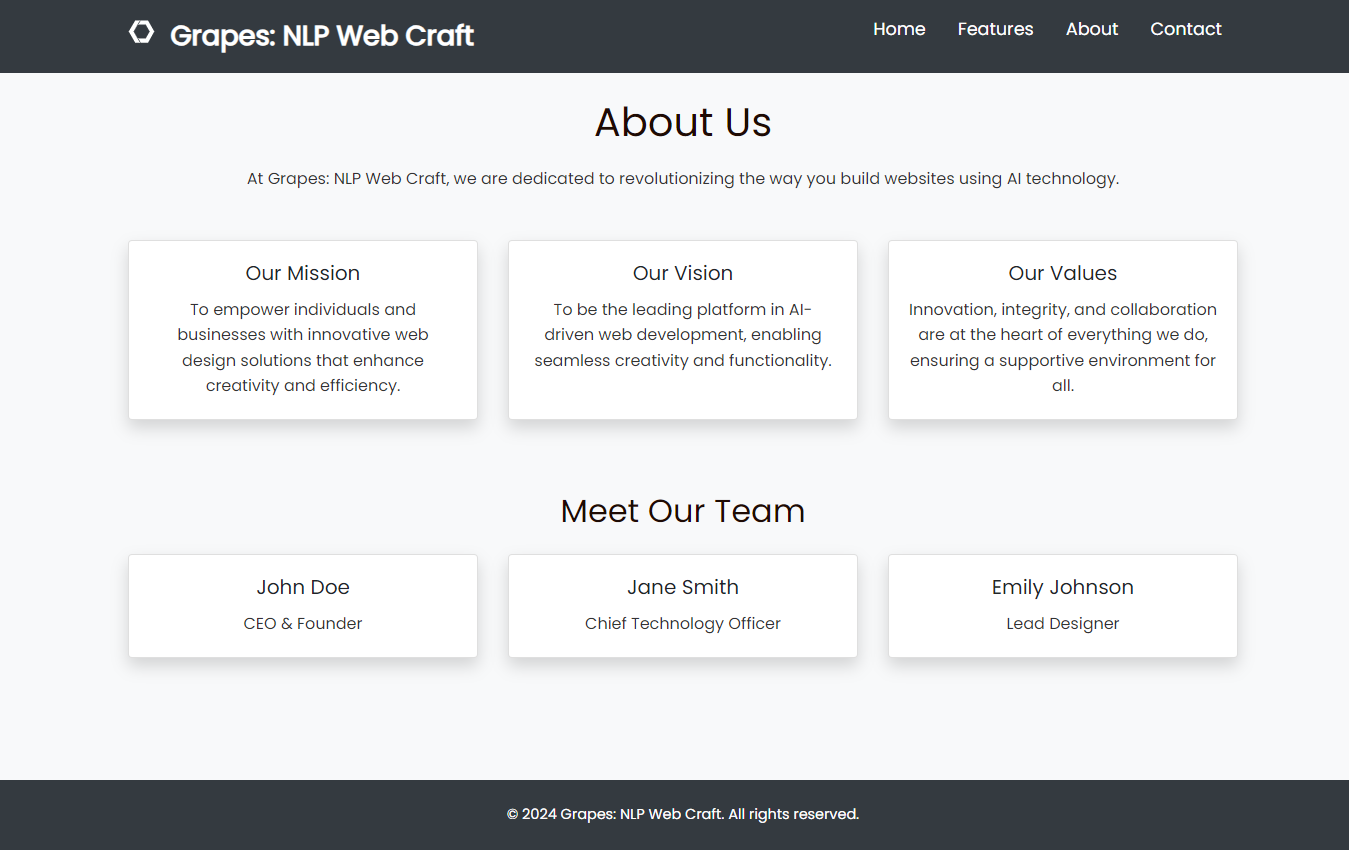 Grapes: NLP Web Craft
Home
Features
About
Contact
About Us
At Grapes: NLP Web Craft, we are dedicated to revolutionizing the way you build websites using AI technology.
Our Mission
To empower individuals and
businesses with innovative web
design solutions that enhance
creativity and efficiency.
Our Vision
To be the leading platform in AI-
driven web development, enabling
seamless creativity and functionality.
Our Values
Innovation, integrity, and collaboration
are at the heart of everything we do,
ensuring a supportive environment for
all.
Meet Our Team
John Doe
CEO & Founder
Jane Smith
Chief Technology Officer
Emily Johnson
Lead Designer
© 2024 Grapes: NLP Web Craft. All rights reserved.